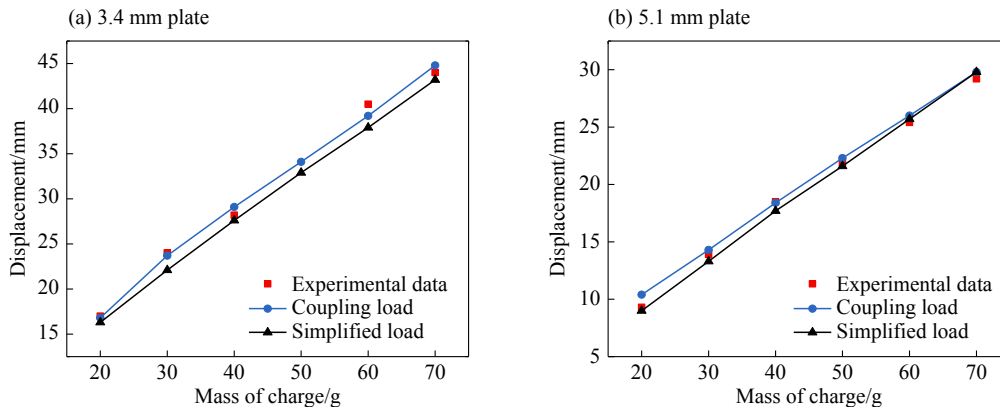 (a) 3.4 mm plate
45
40
35
30
25
20
15
Displacement/mm
20 30 40 50 60 70
Mass of charge/g
Experimental data
Coupling load
Simplified load
(b) 5.1 mm plate
30
25
20
15
10
5
Displacement/mm
20 30 40 50 60 70
Mass of charge/g
Experimental data
Coupling load
Simplified load